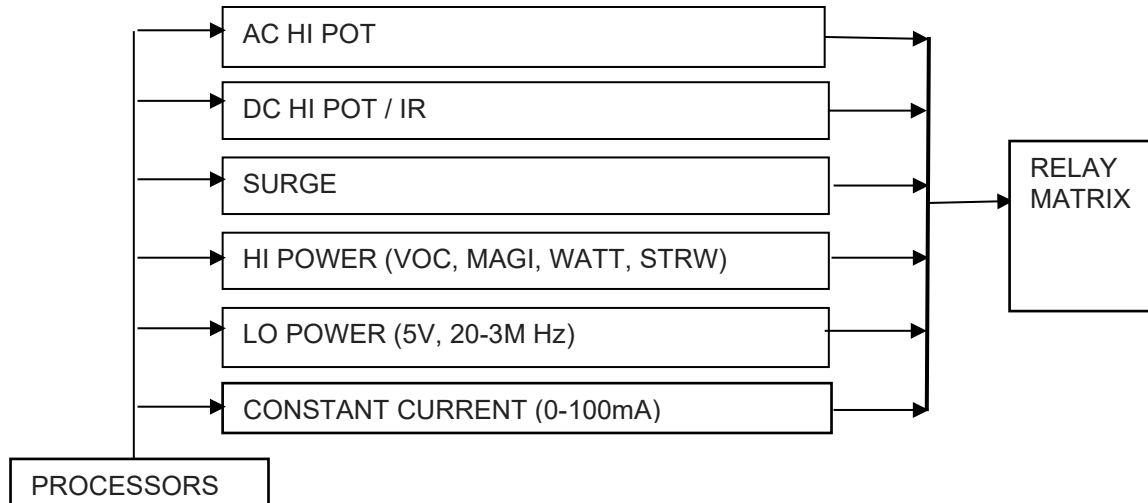 AC HI POT
DC HI POT / IR
SURGE
HI POWER (VOC, MAGI, WATT, STRW)
LO POWER (5V, 20-3M Hz)
CONSTANT CURRENT (0-100mA)
RELAY
MATRIX
PROCESSORS